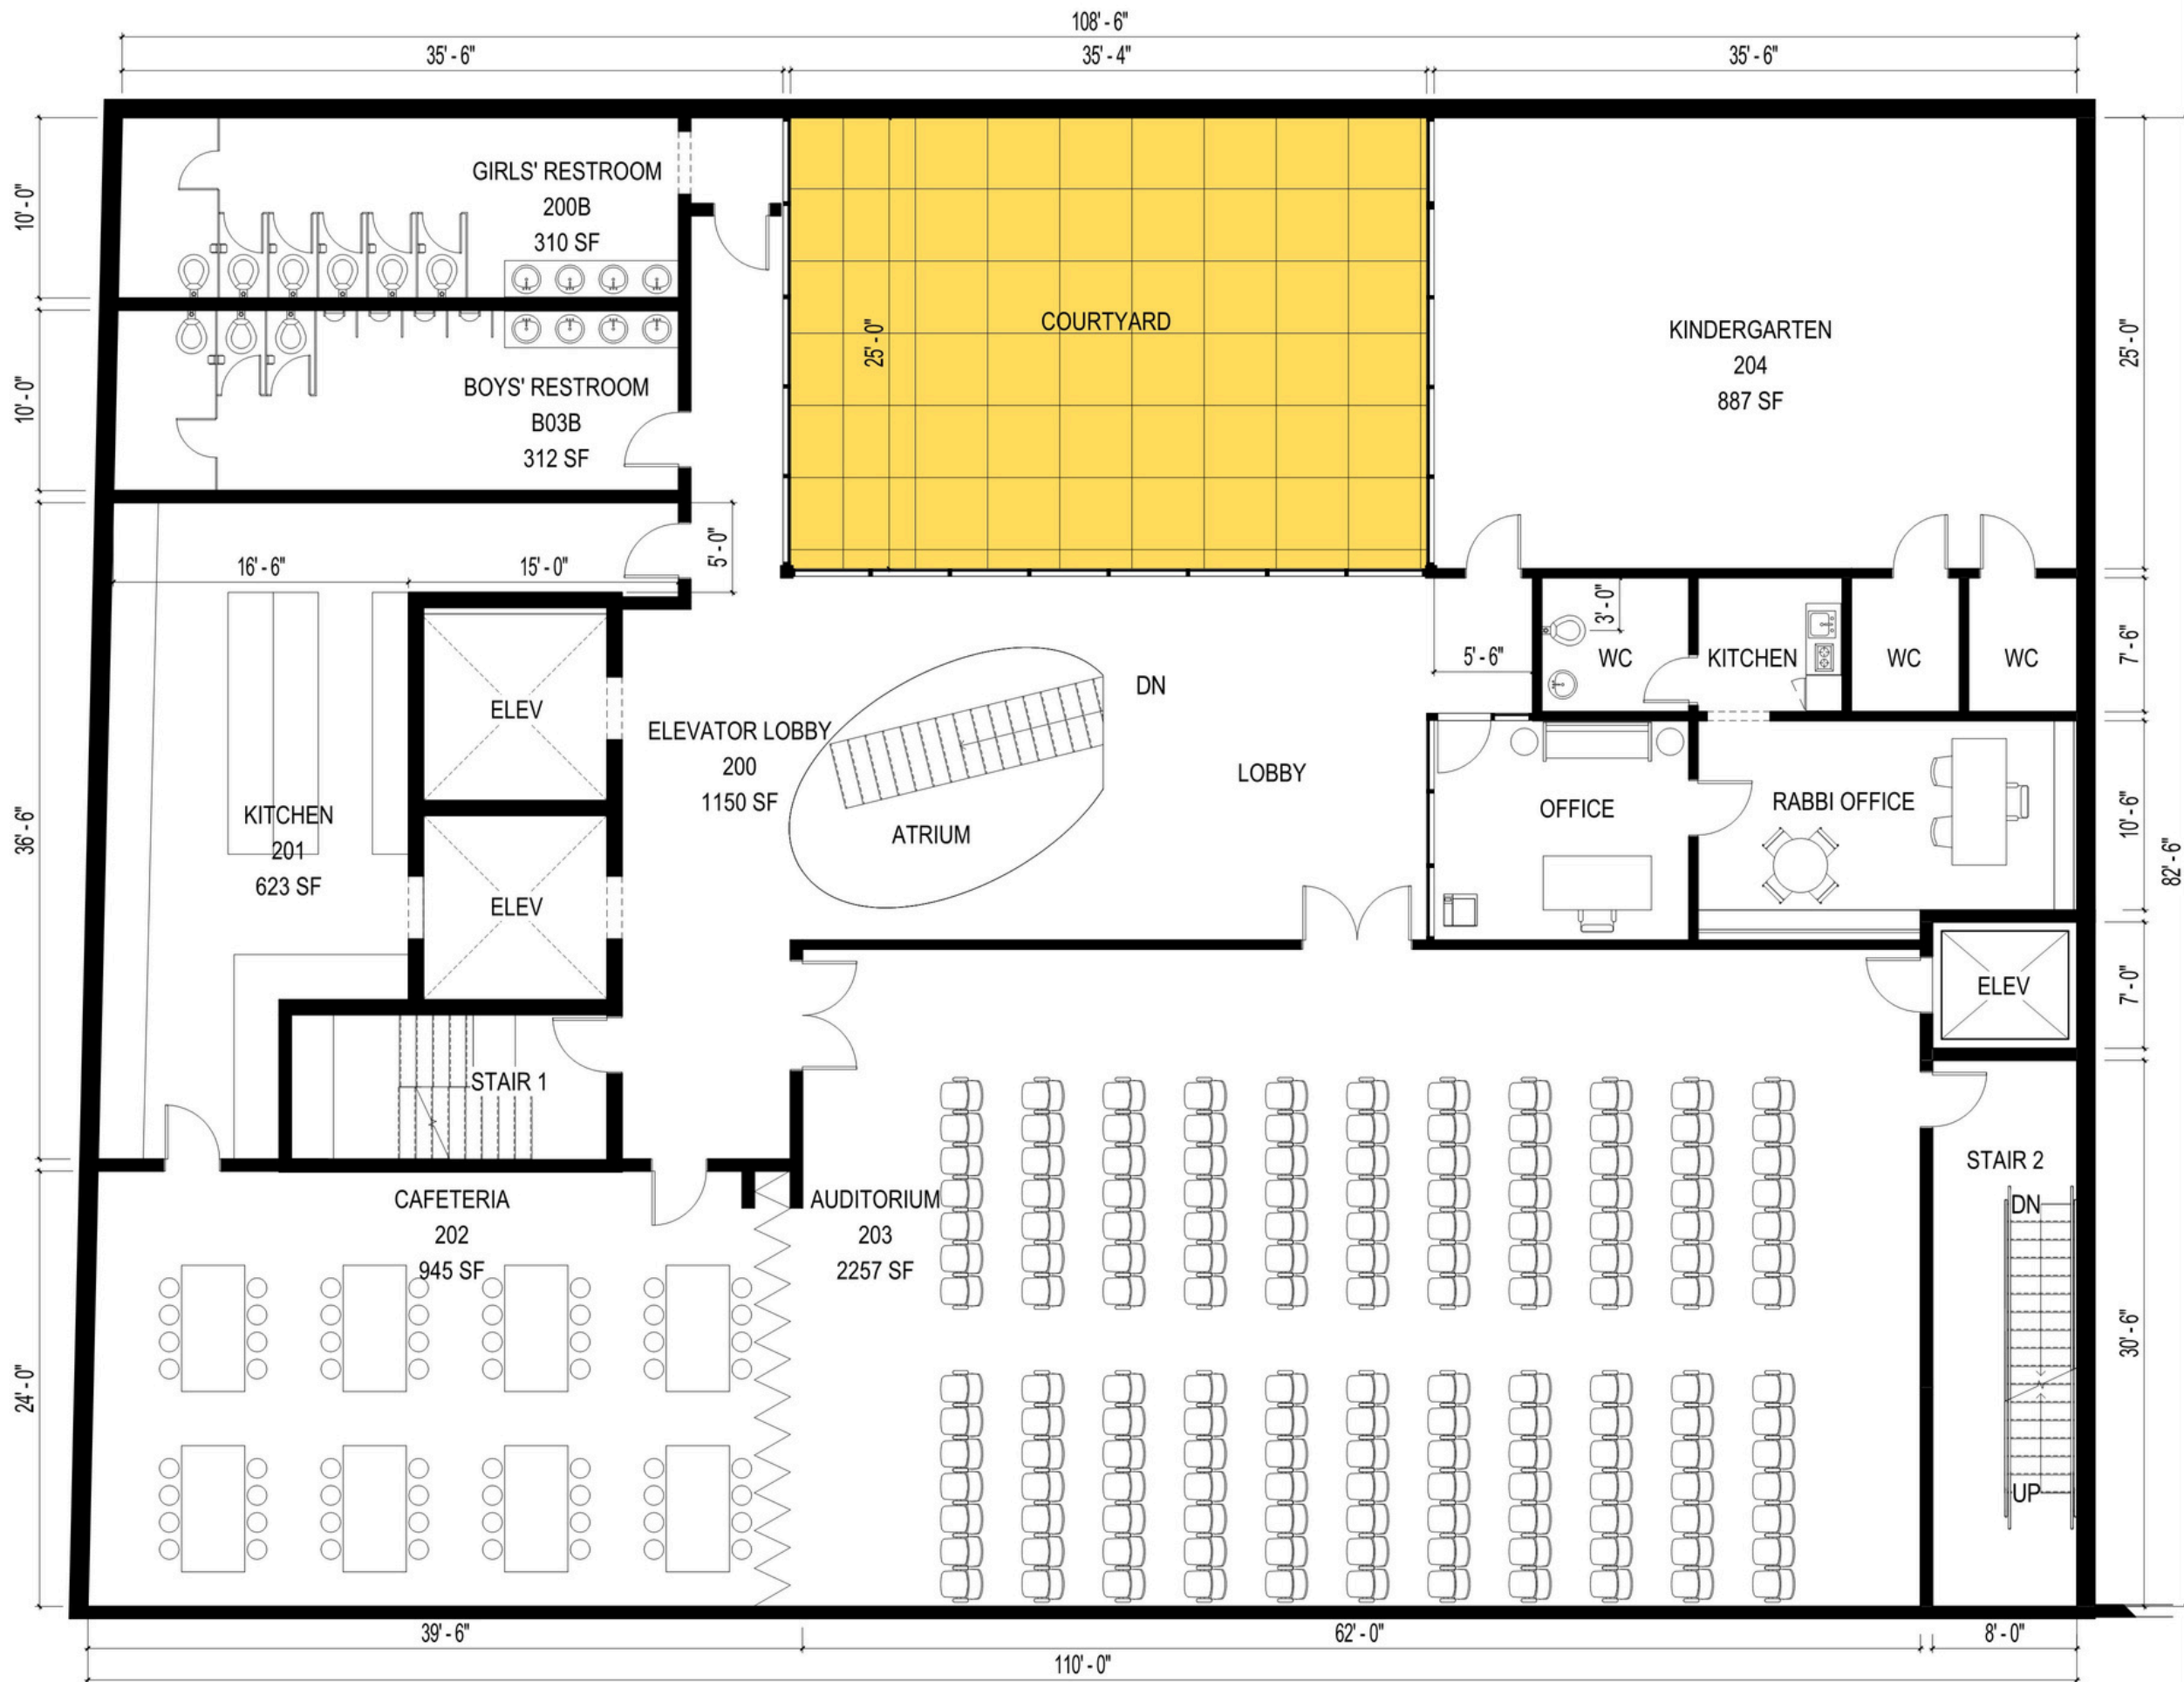 108' - 6"
35' - 6"
35' - 4"
35' - 6"
10' - 0"
10' - 0"
36' - 6"
24' - 0"
GIRLS' RESTROOM
200B
310 SF
BOYS' RESTROOM
B03B
312 SF
COURTYARD
25' - 0"
KINDERGARTEN
204
887 SF
25' - 0"
16' - 6"
15' - 0"
5' - 0"
3' - 0"
5' - 6"
WC
KITCHEN
WC
WC
7' - 6"
ELEV
DN
ELEVATOR LOBBY
200
1150 SF
LOBBY
ATRIUM
KITCHEN
201
623 SF
ELEV
OFFICE
RABBI OFFICE
10' - 6"
82' - 6"
ELEV
7' - 0"
STAIR 1
STAIR 2
DN
UP
30' - 6"
CAFETERIA
202
945 SF
AUDITORIUM
203
2257 SF
39' - 6"
62' - 0"
8' - 0"
110' - 0"